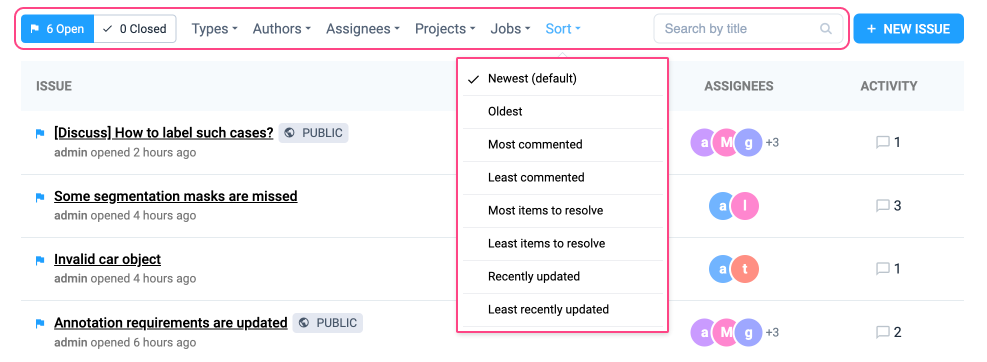 6 Open 0 Closed Types Authors Assignees Projects Jobs Sort Search by title + NEW ISSUE
ISSUE ASSIGNEES ACTIVITY
Newest (default)
Oldest
Most commented
Least commented
Most items to resolve
Least items to resolve
Recently updated
Least recently updated
[Discuss] How to label such cases? PUBLIC
admin opened 2 hours ago
a M g +3 1
Some segmentation masks are missed
admin opened 4 hours ago
a l 3
Invalid car object
admin opened 4 hours ago
a t 1
Annotation requirements are updated PUBLIC
admin opened 6 hours ago
a M g +3 2